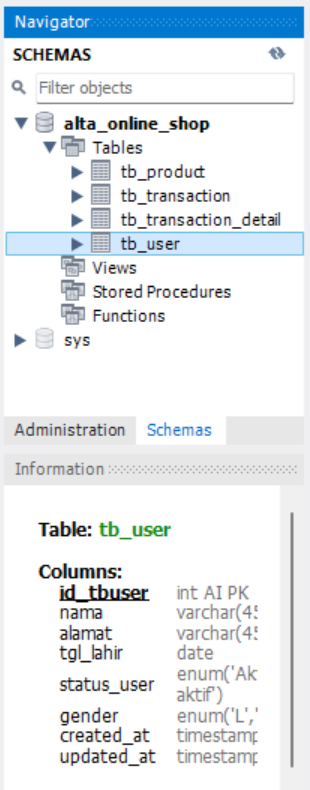 Navigator
SCHEMAS
Filter objects
alta_online_shop
Tables
tb_product
tb_transaction
tb_transaction_detail
tb_user
Views
Stored Procedures
Functions
sys
Administration Schemas
Information
Table: tb_user
Columns:
id_tbuser int AI PK
nama varchar(45
alamat varchar(45
tgl_lahir date
status_user enum('Ak
aktif')
gender enum('L','
created_at timestamp
updated_at timestamp